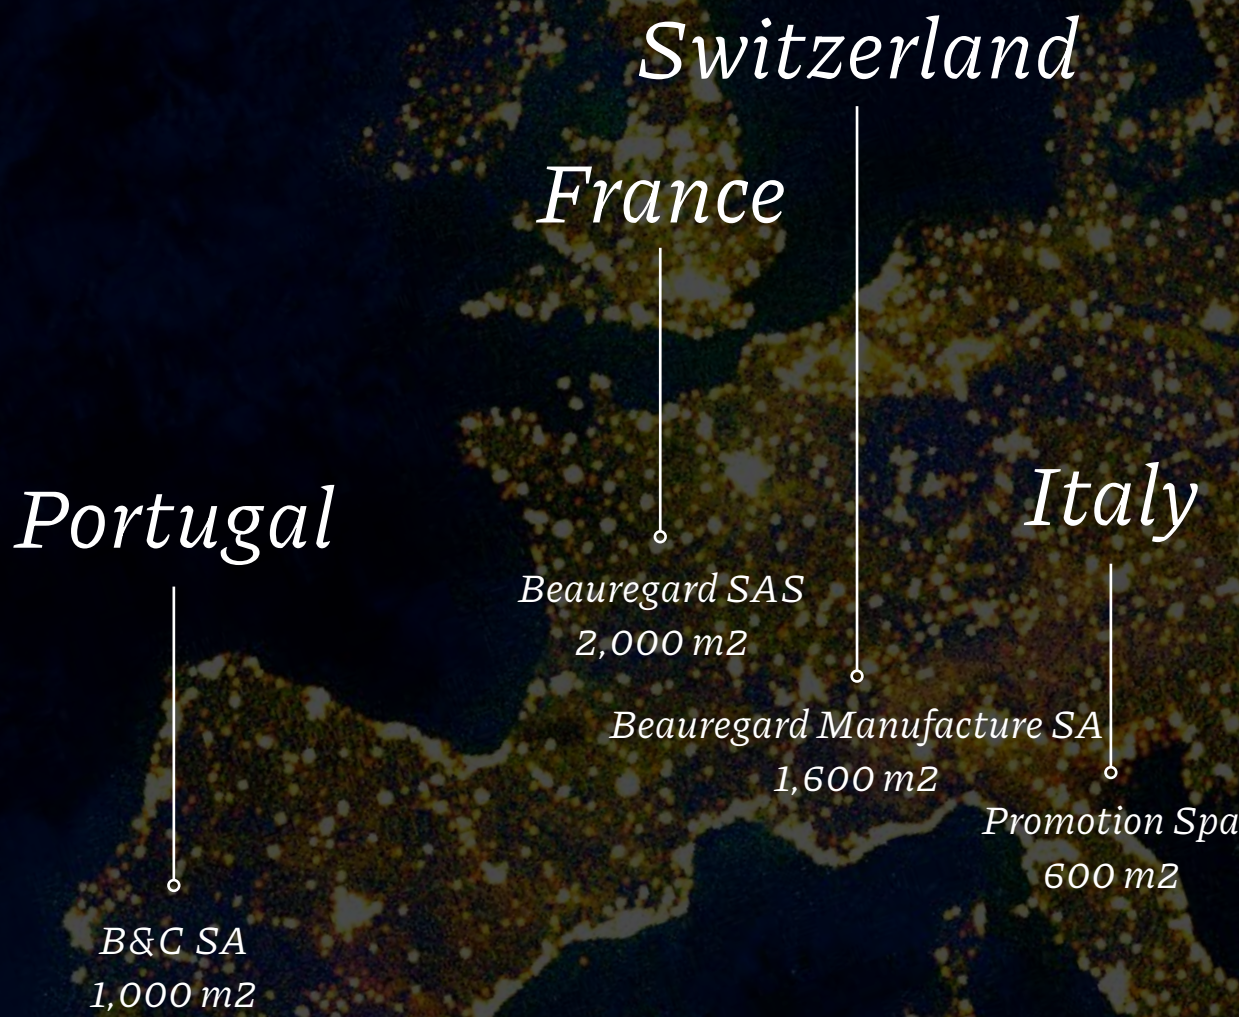 Switzerland
France
Portugal
Italy
Beauregard SAS
2,000 m2
Beauregard Manufacture SA
1,600 m2
Promotion Spa
600 m2
B&C SA
1,000 m2